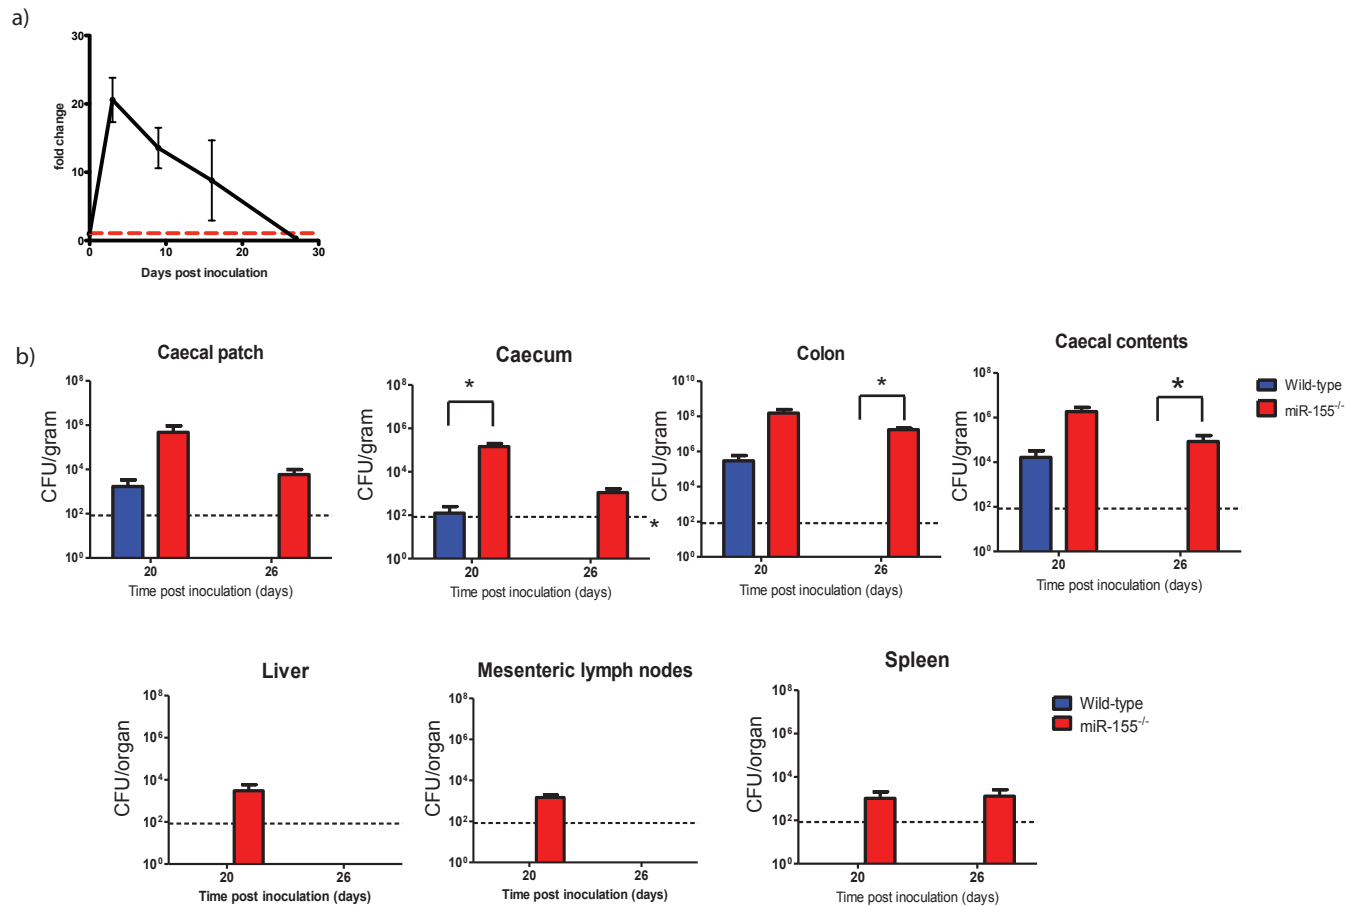 a)
30
20
10
0
fold change
0 10 20 30
Days post inoculation
b)
Caecal patch
10⁸
10⁶
10⁴
10²
10⁰
CFU/gram
20 26
Time post inoculation (days)
Caecum
10⁸
10⁶
10⁴
10²
10⁰
CFU/gram
*
*
20 26
Time post inoculation (days)
Colon
10¹⁰
10⁸
10⁶
10⁴
10²
10⁰
CFU/gram
*
20 26
Time post inoculation (days)
Caecal contents
10⁸
10⁶
10⁴
10²
10⁰
CFU/gram
*
20 26
Time post inoculation (days)
Wild-type
miR-155⁻/⁻
Liver
10⁸
10⁶
10⁴
10²
10⁰
CFU/organ
20 26
Time post inoculation (days)
Mesenteric lymph nodes
10⁸
10⁶
10⁴
10²
10⁰
CFU/organ
20 26
Time post inoculation (days)
Spleen
10⁸
10⁶
10⁴
10²
10⁰
CFU/organ
20 26
Time post inoculation (days)
Wild-type
miR-155⁻/⁻